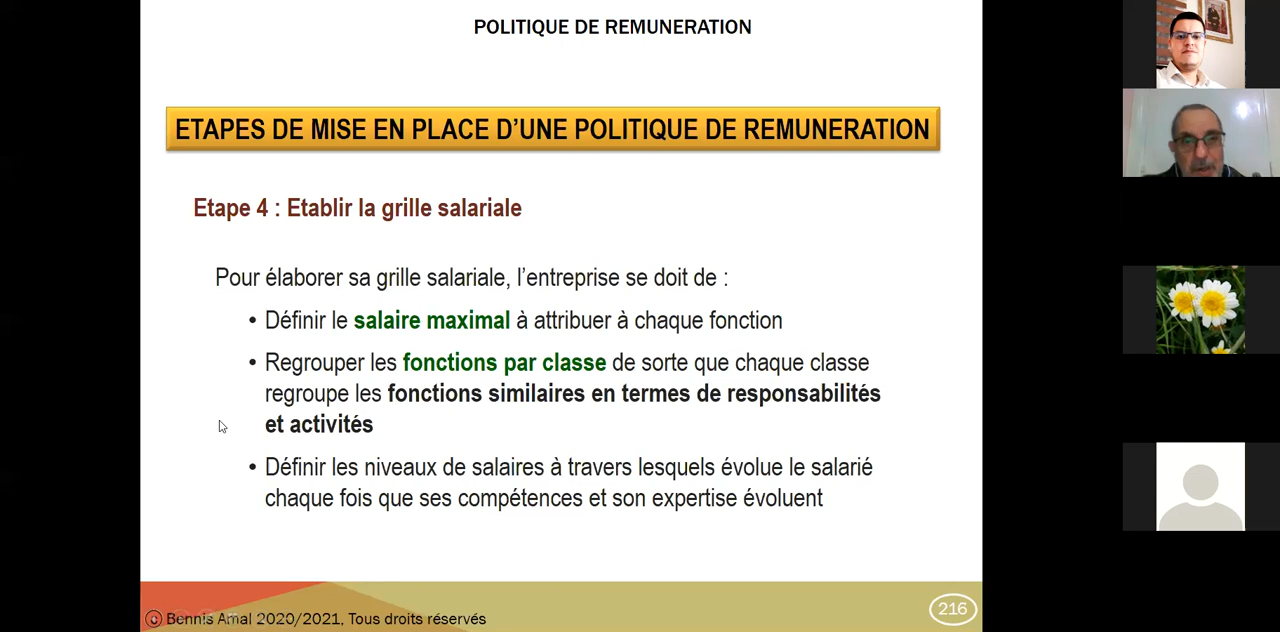 POLITIQUE DE REMUNERATION
ETAPES DE MISE EN PLACE D’UNE POLITIQUE DE REMUNERATION
Etape 4 : Etablir la grille salariale
Pour élaborer sa grille salariale, l’entreprise se doit de :
• Définir le salaire maximal à attribuer à chaque fonction
• Regrouper les fonctions par classe de sorte que chaque classe
regroupe les fonctions similaires en termes de responsabilités
et activités
• Définir les niveaux de salaires à travers lesquels évolue le salarié
chaque fois que ses compétences et son expertise évoluent
Bennis Amal 2020/2021, Tous droits réservés
216